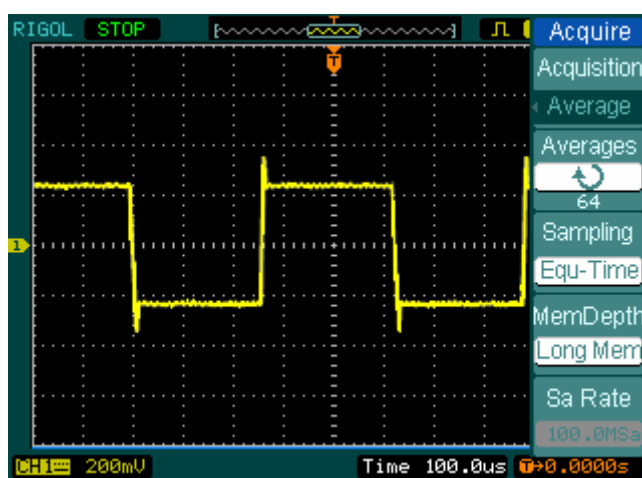 RIGOL STOP
T
Acquire
Acquisition
Average
Averages
64
Sampling
Equ-Time
MemDepth
Long Mem
Sa Rate
100.0MSa
T
1
CH1 200mV Time 100.0us T→0.0000s